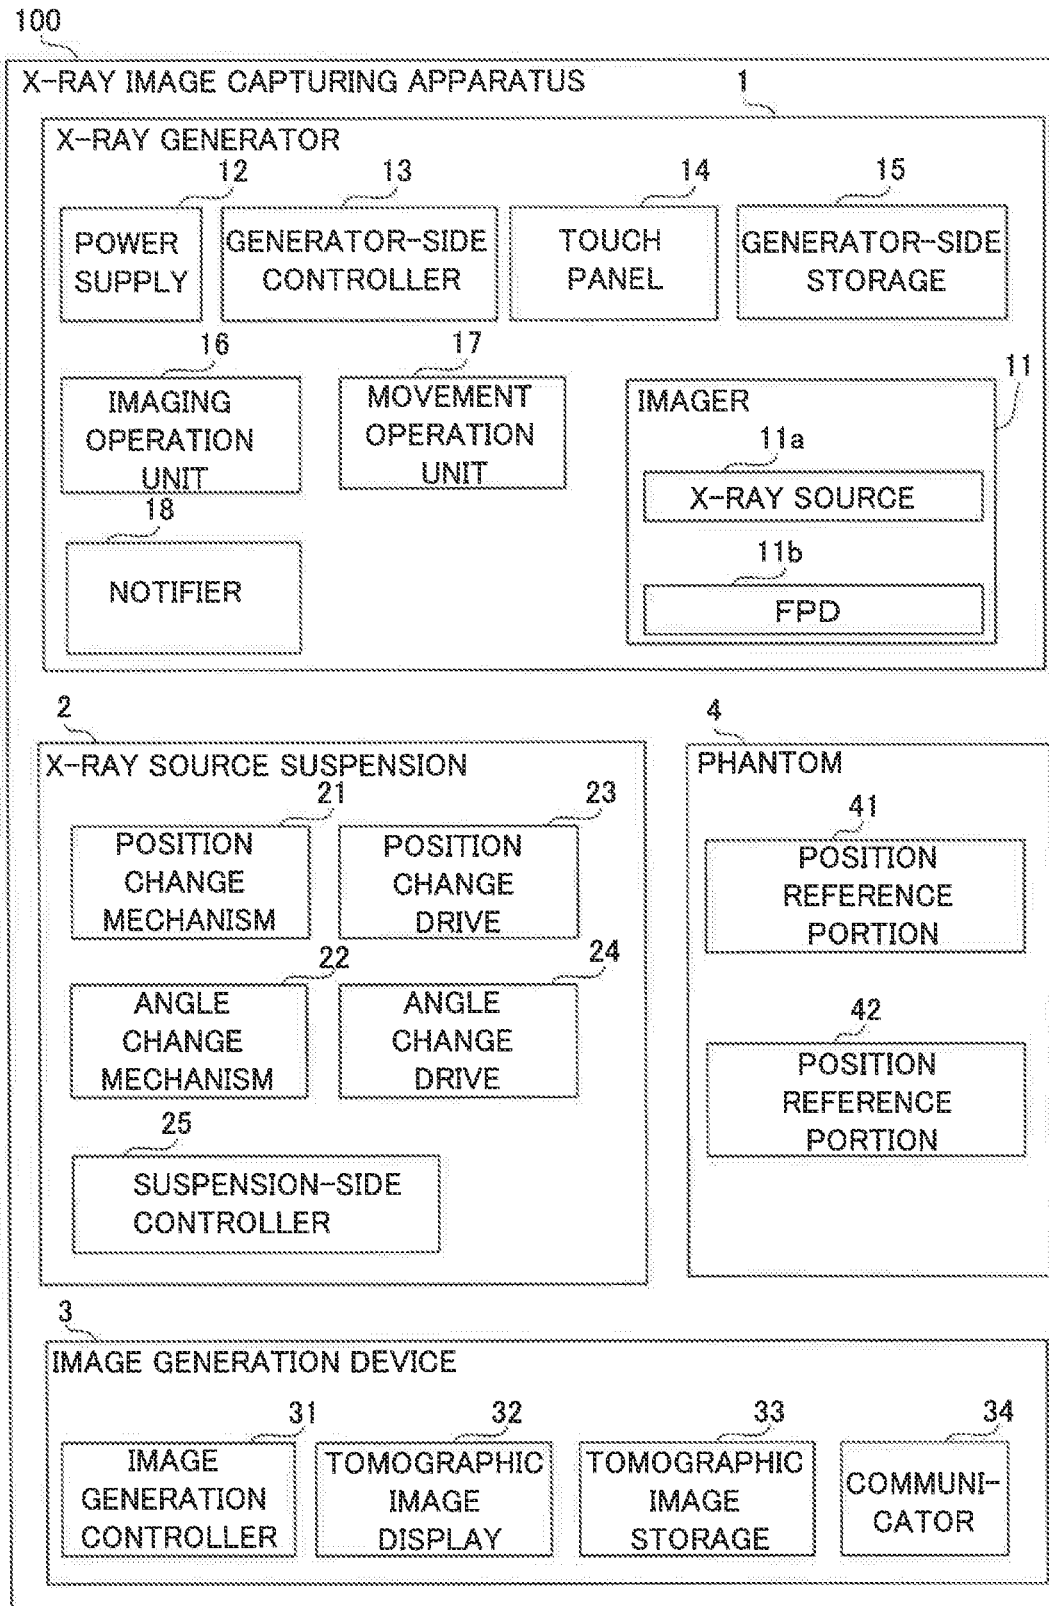 100
X-RAY IMAGE CAPTURING APPARATUS
1
X-RAY GENERATOR
12
POWER
SUPPLY
13
GENERATOR-SIDE
CONTROLLER
14
TOUCH
PANEL
15
GENERATOR-SIDE
STORAGE
16
IMAGING
OPERATION
UNIT
17
MOVEMENT
OPERATION
UNIT
11
IMAGER
11a
X-RAY SOURCE
11b
FPD
18
NOTIFIER
2
X-RAY SOURCE SUSPENSION
21
POSITION
CHANGE
MECHANISM
23
POSITION
CHANGE
DRIVE
22
ANGLE
CHANGE
MECHANISM
24
ANGLE
CHANGE
DRIVE
25
SUSPENSION-SIDE
CONTROLLER
4
PHANTOM
41
POSITION
REFERENCE
PORTION
42
POSITION
REFERENCE
PORTION
3
IMAGE GENERATION DEVICE
31
IMAGE
GENERATION
CONTROLLER
32
TOMOGRAPHIC
IMAGE
DISPLAY
33
TOMOGRAPHIC
IMAGE
STORAGE
34
COMMUNI-
CATOR